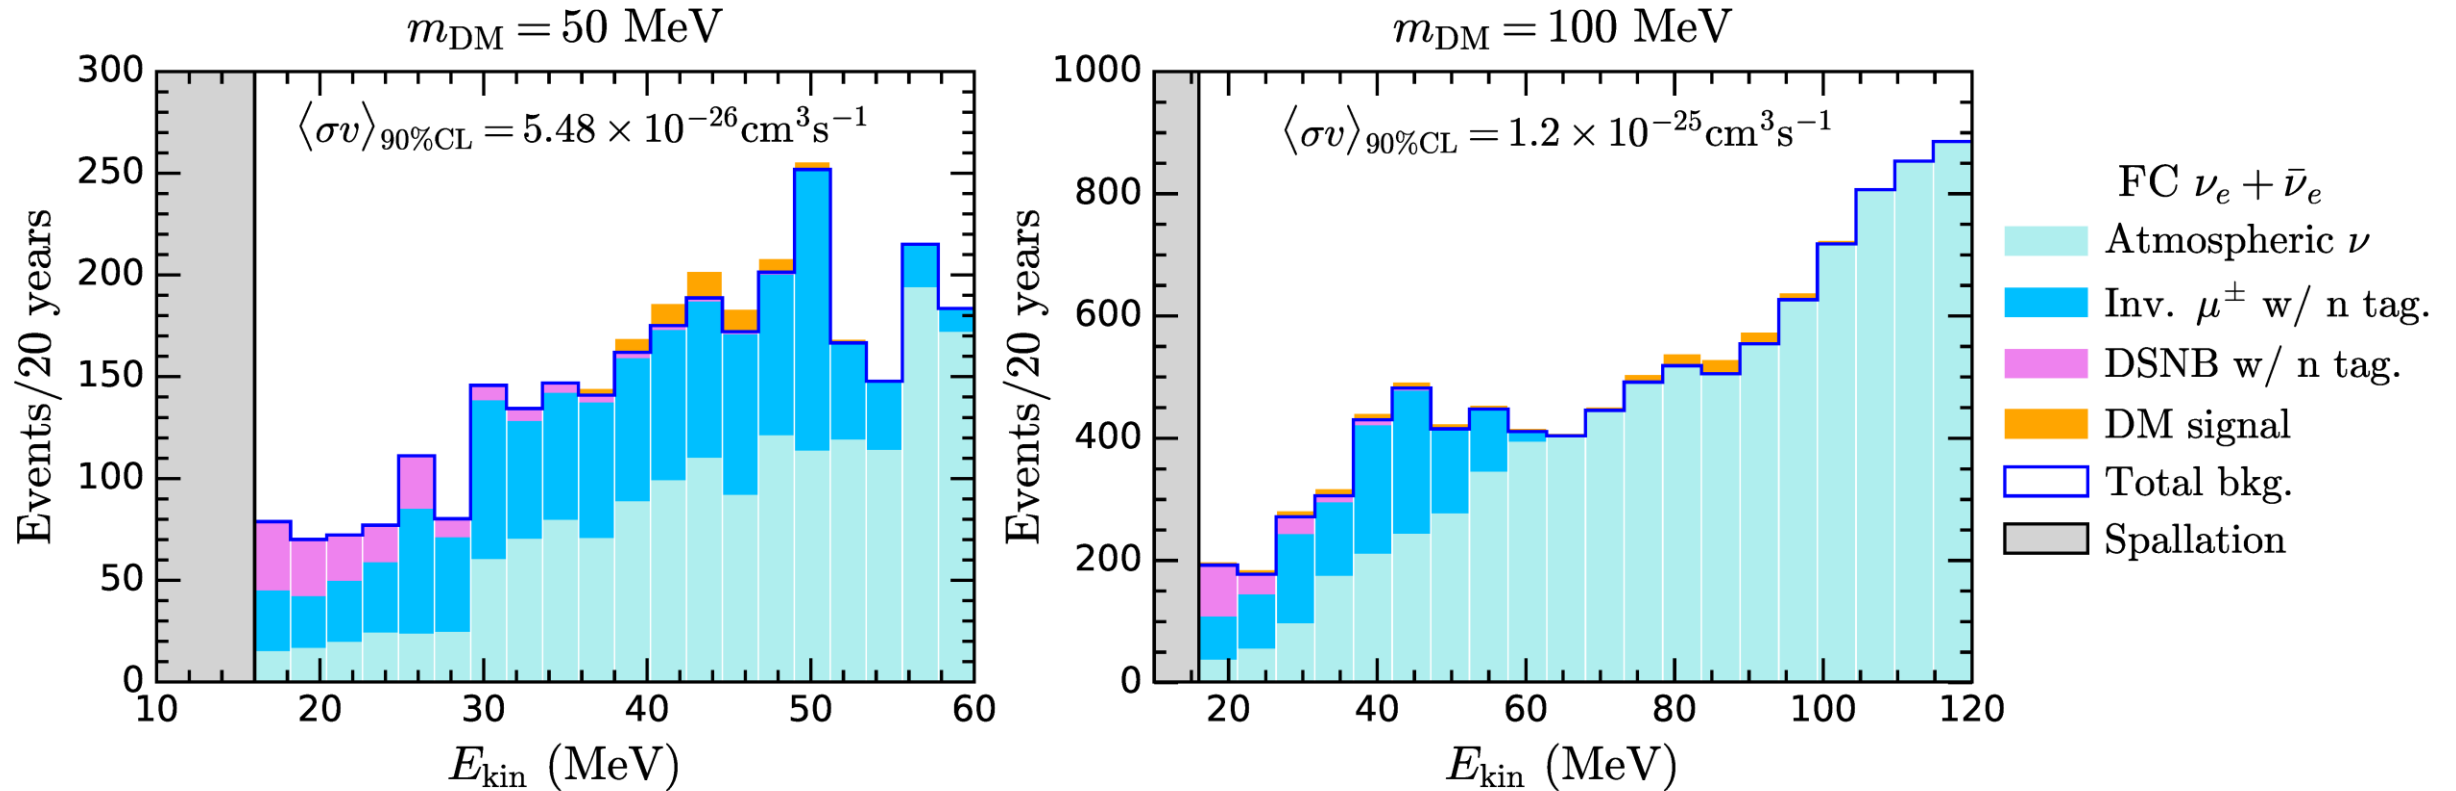 m_DM = 50 MeV
⟨σv⟩_90%CL = 5.48 × 10^−26 cm^3 s^−1
300
250
200
150
100
50
0
Events/20 years
10 20 30 40 50 60
E_kin (MeV)
m_DM = 100 MeV
⟨σv⟩_90%CL = 1.2 × 10^−25 cm^3 s^−1
1000
800
600
400
200
0
Events/20 years
20 40 60 80 100 120
E_kin (MeV)
FC ν_e + ν̄_e
Atmospheric ν
Inv. μ^± w/ n tag.
DSNB w/ n tag.
DM signal
Total bkg.
Spallation